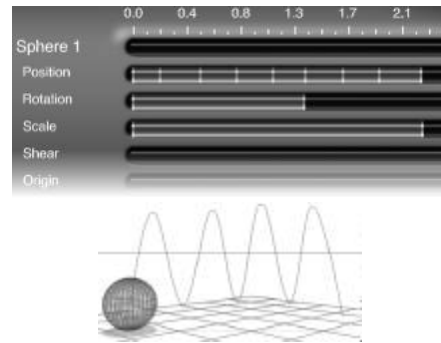 0.0 0.4 0.8 1.3 1.7 2.1
Sphere 1
Position
Rotation
Scale
Shear
Origin